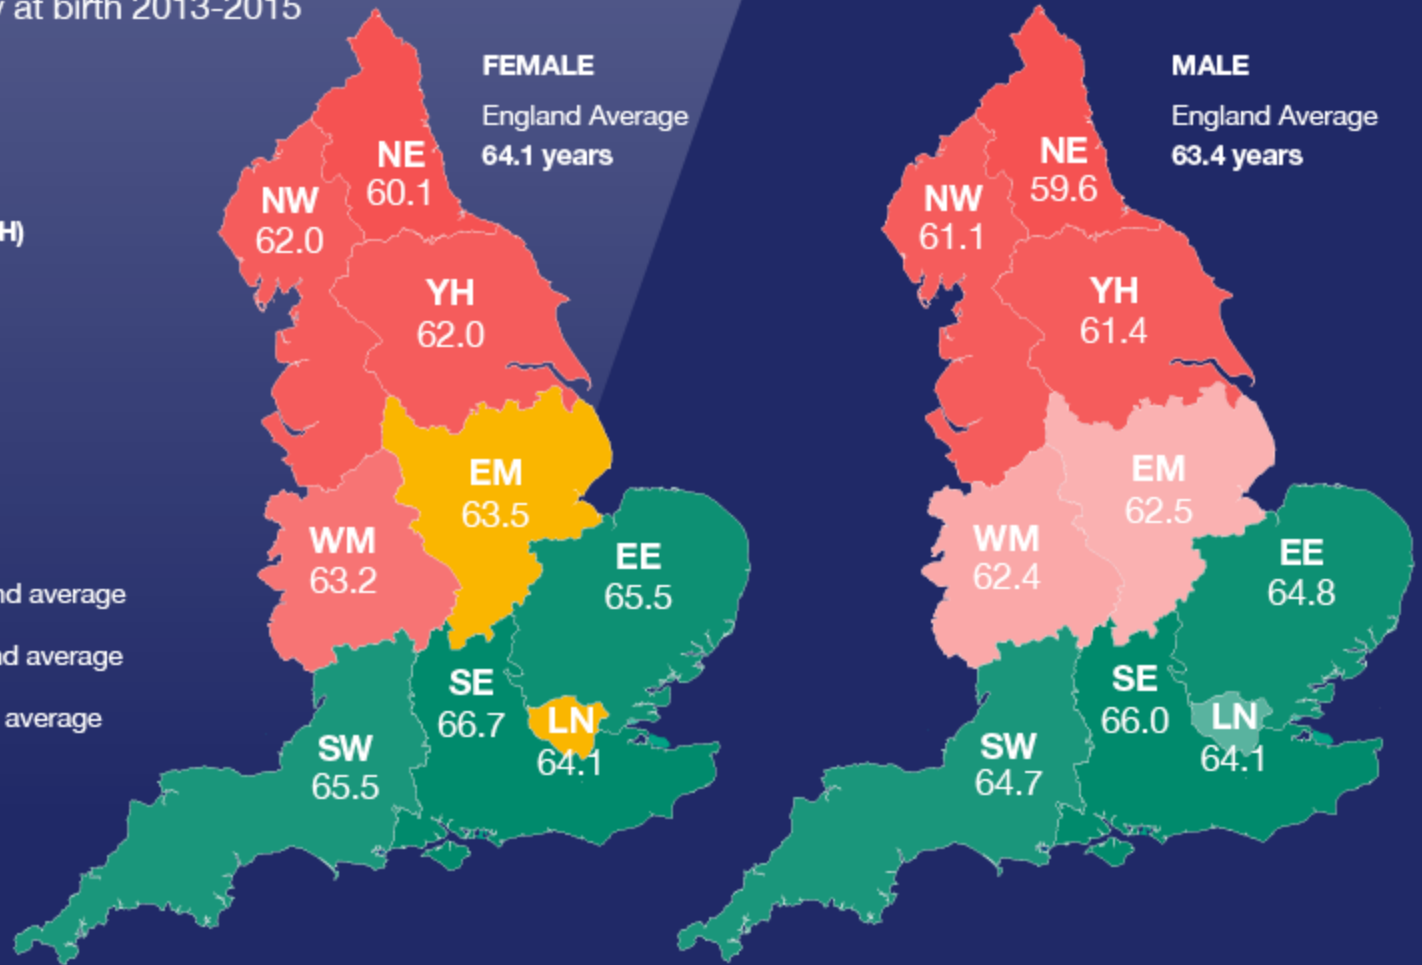 at birth 2013-2015
FEMALE
England Average
64.1 years
NE
60.1
NW
62.0
H)
YH
62.0
EM
63.5
WM
63.2
EE
65.5
average
average
average
SE
66.7
LN
64.1
SW
65.5
MALE
England Average
63.4 years
NE
59.6
NW
61.1
YH
61.4
EM
62.5
WM
62.4
EE
64.8
SE
66.0
LN
64.1
SW
64.7